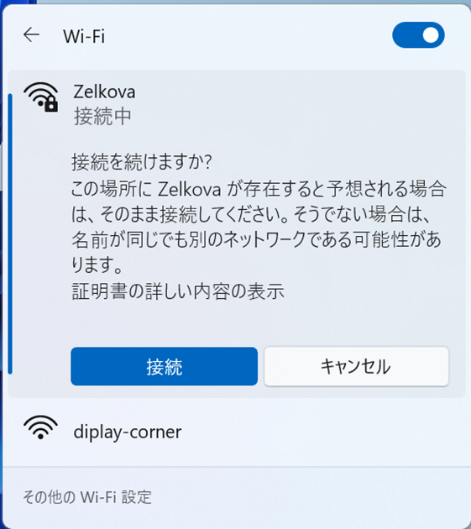 Wi-Fi
Zelkova
接続中
接続を続けますか?
この場所に Zelkova が存在すると予想される場合
は、そのまま接続してください。そうでない場合は、
名前が同じでも別のネットワークである可能性があ
ります。
証明書の詳しい内容の表示
接続
キャンセル
diplay-corner
その他の Wi-Fi 設定